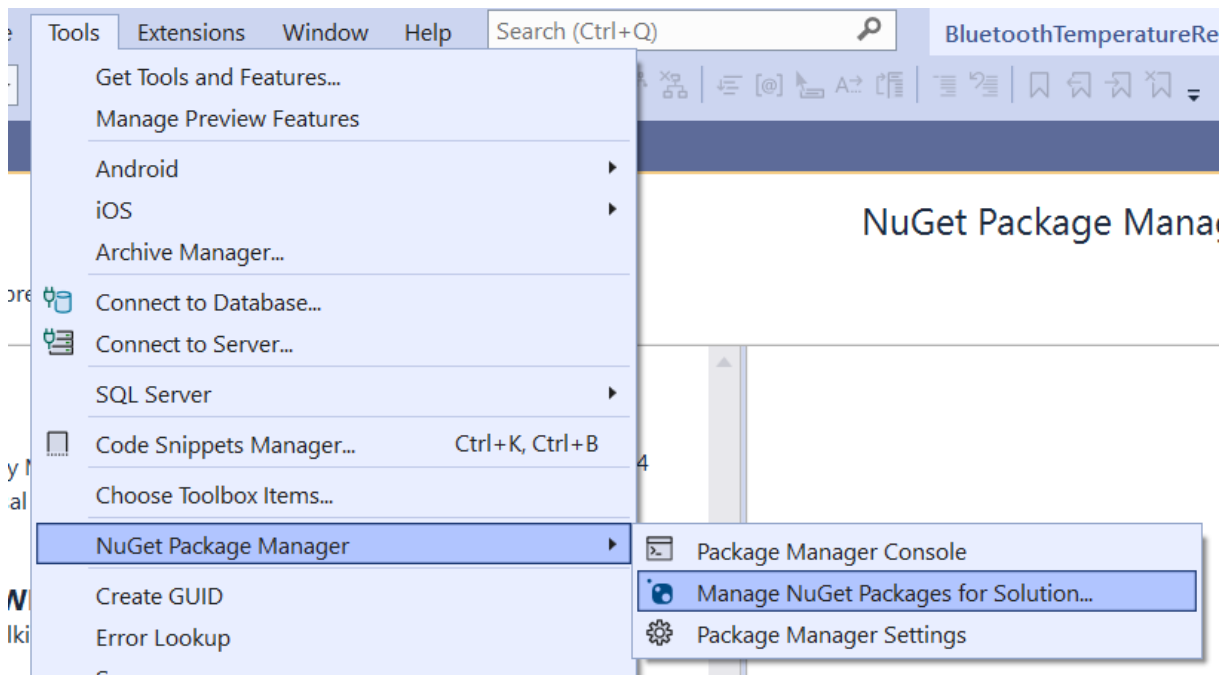 Tools Extensions Window Help Search (Ctrl+Q) BluetoothTemperatureRe
Get Tools and Features...
Manage Preview Features
Android
NuGet Package Mana
iOS
Archive Manager...
Connect to Database...
Connect to Server...
SQL Server
Code Snippets Manager... Ctrl+K, Ctrl+B
4
Choose Toolbox Items...
NuGet Package Manager
Package Manager Console
Manage NuGet Packages for Solution...
Package Manager Settings
Create GUID
Error Lookup